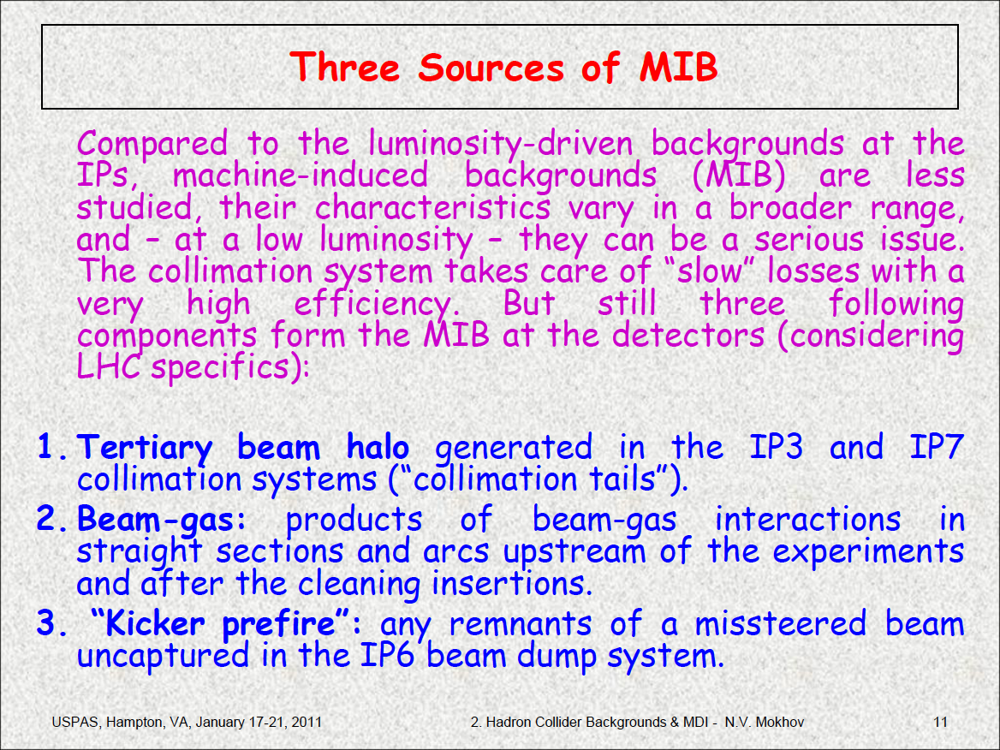 Three Sources of MIB
Compared to the luminosity-driven backgrounds at the
IPs, machine-induced backgrounds (MIB) are less
studied, their characteristics vary in a broader range,
and – at a low luminosity – they can be a serious issue.
The collimation system takes care of “slow” losses with a
very high efficiency. But still three following
components form the MIB at the detectors (considering
LHC specifics):
1. Tertiary beam halo generated in the IP3 and IP7
collimation systems (“collimation tails”).
2. Beam-gas: products of beam-gas interactions in
straight sections and arcs upstream of the experiments
and after the cleaning insertions.
3. “Kicker prefire”: any remnants of a missteered beam
uncaptured in the IP6 beam dump system.
USPAS, Hampton, VA, January 17-21, 2011 2. Hadron Collider Backgrounds & MDI - N.V. Mokhov 11